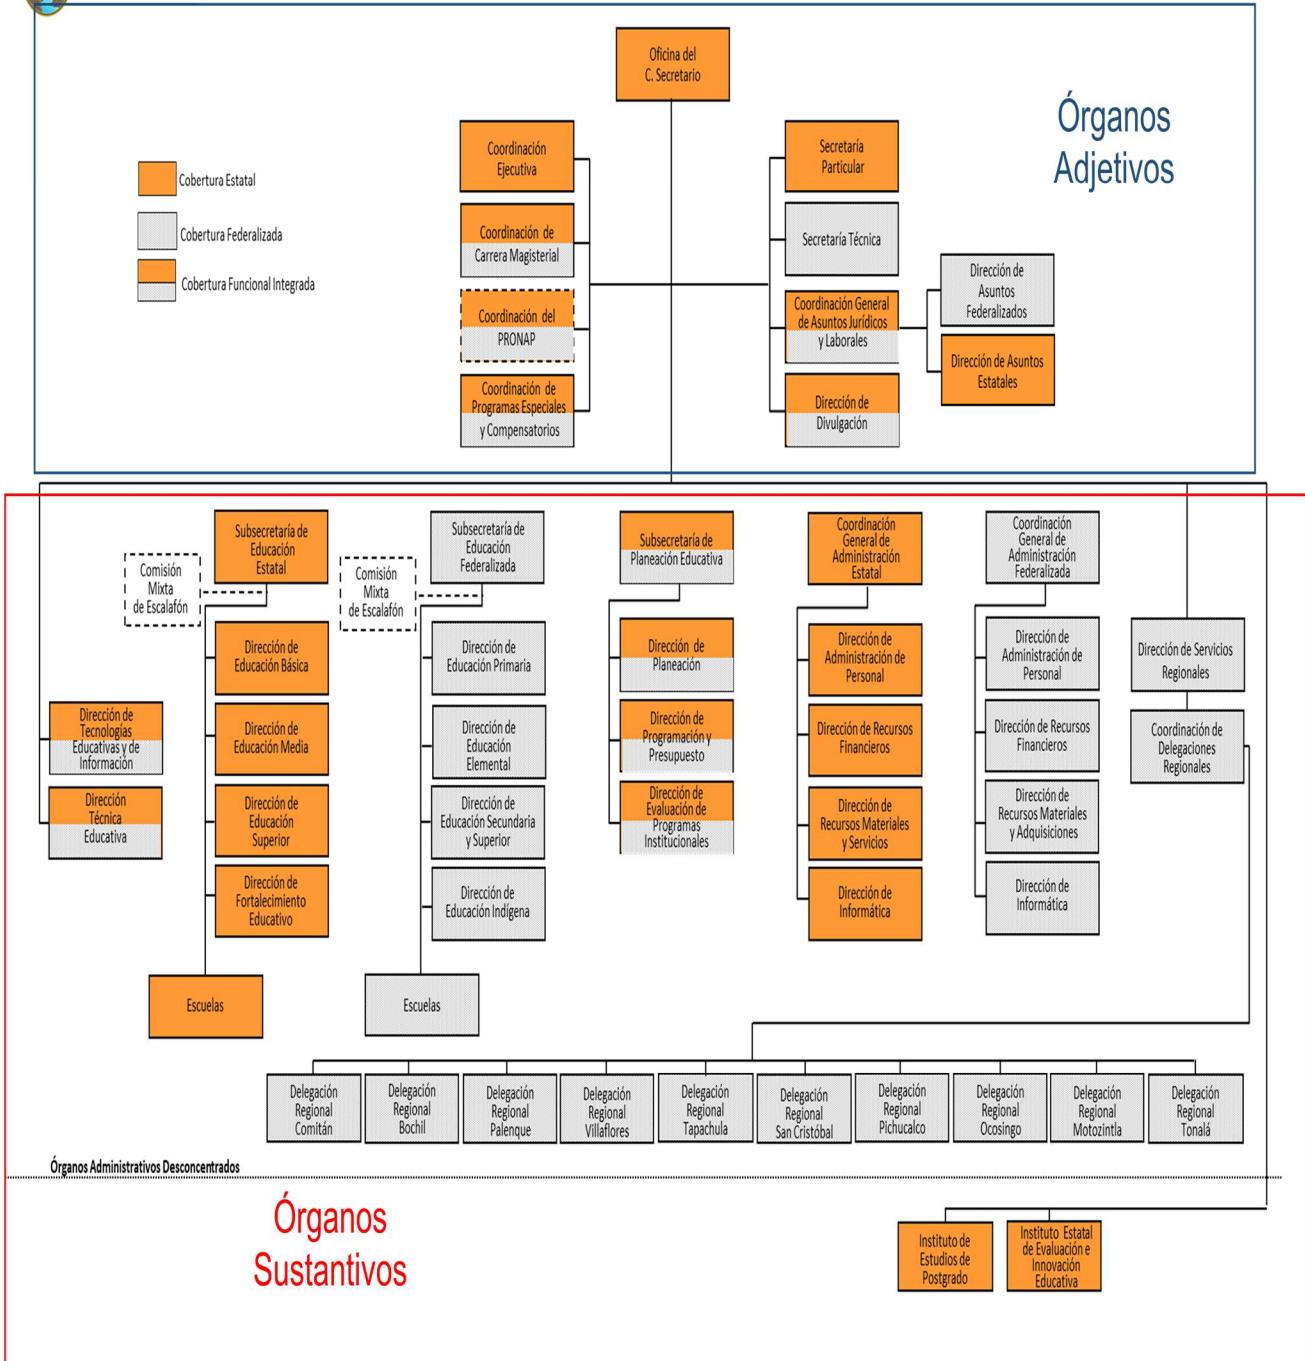 Oficina del
C. Secretario
Órganos
Adjetivos
Cobertura Estatal
Cobertura Federalizada
Cobertura Funcional Integrada
Coordinación
Ejecutiva
Coordinación de
Carrera Magisterial
Coordinación del
PRONAP
Coordinación de
Programas Especiales
y Compensatorios
Secretaría
Particular
Secretaría Técnica
Coordinación General
de Asuntos Jurídicos
y Laborales
Dirección de
Divulgación
Dirección de
Asuntos
Federalizados
Dirección de Asuntos
Estatales
Dirección de
Tecnologías
Educativas y de
Información
Dirección
Técnica
Educativa
Subsecretaría de
Educación
Estatal
Comisión
Mixta
de Escalafón
Dirección de
Educación Básica
Dirección de
Educación Media
Dirección de
Educación
Superior
Dirección de
Fortalecimiento
Educativo
Escuelas
Subsecretaría de
Educación
Federalizada
Comisión
Mixta
de Escalafón
Dirección de
Educación Primaria
Dirección de
Educación
Elemental
Dirección de
Educación Secundaria
y Superior
Dirección de
Educación Indígena
Escuelas
Subsecretaría de
Planeación Educativa
Dirección de
Planeación
Dirección de
Programación y
Presupuesto
Dirección de
Evaluación de
Programas
Institucionales
Coordinación
General de
Administración
Estatal
Dirección de
Administración de
Personal
Dirección de Recursos
Financieros
Dirección de
Recursos Materiales
y Servicios
Dirección de
Informática
Coordinación
General de
Administración
Federalizada
Dirección de
Administración de
Personal
Dirección de Recursos
Financieros
Dirección de
Recursos Materiales
y Adquisiciones
Dirección de
Informática
Dirección de Servicios
Regionales
Coordinación de
Delegaciones
Regionales
Delegación
Regional
Comitán
Delegación
Regional
Bochil
Delegación
Regional
Palenque
Delegación
Regional
Villaflores
Delegación
Regional
Tapachula
Delegación
Regional
San Cristóbal
Delegación
Regional
Pichucalco
Delegación
Regional
Ocosingo
Delegación
Regional
Motozintla
Delegación
Regional
Tonalá
Órganos Administrativos Desconcentrados
Órganos
Sustantivos
Instituto de
Estudios de
Postgrado
Instituto Estatal
de Evaluación e
Innovación
Educativa